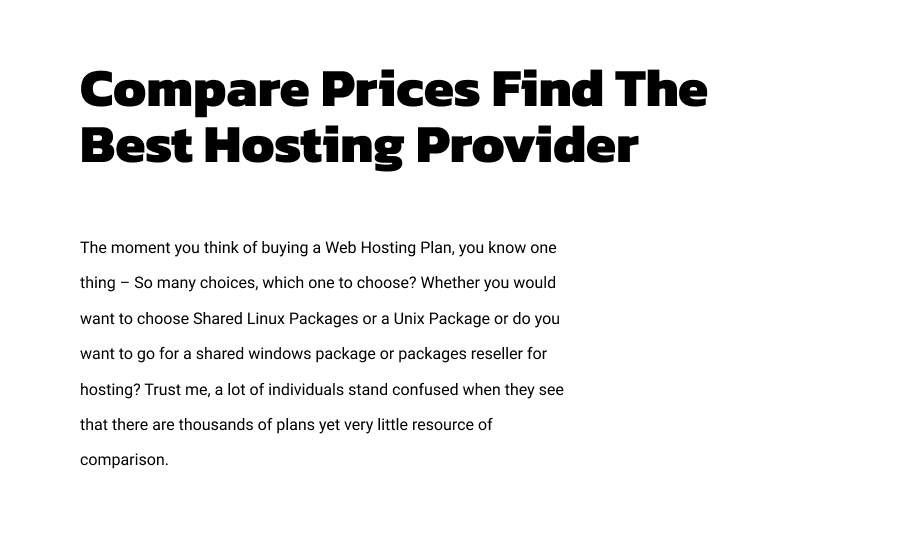 Compare Prices Find The
Best Hosting Provider
The moment you think of buying a Web Hosting Plan, you know one
thing – So many choices, which one to choose? Whether you would
want to choose Shared Linux Packages or a Unix Package or do you
want to go for a shared windows package or packages reseller for
hosting? Trust me, a lot of individuals stand confused when they see
that there are thousands of plans yet very little resource of
comparison.